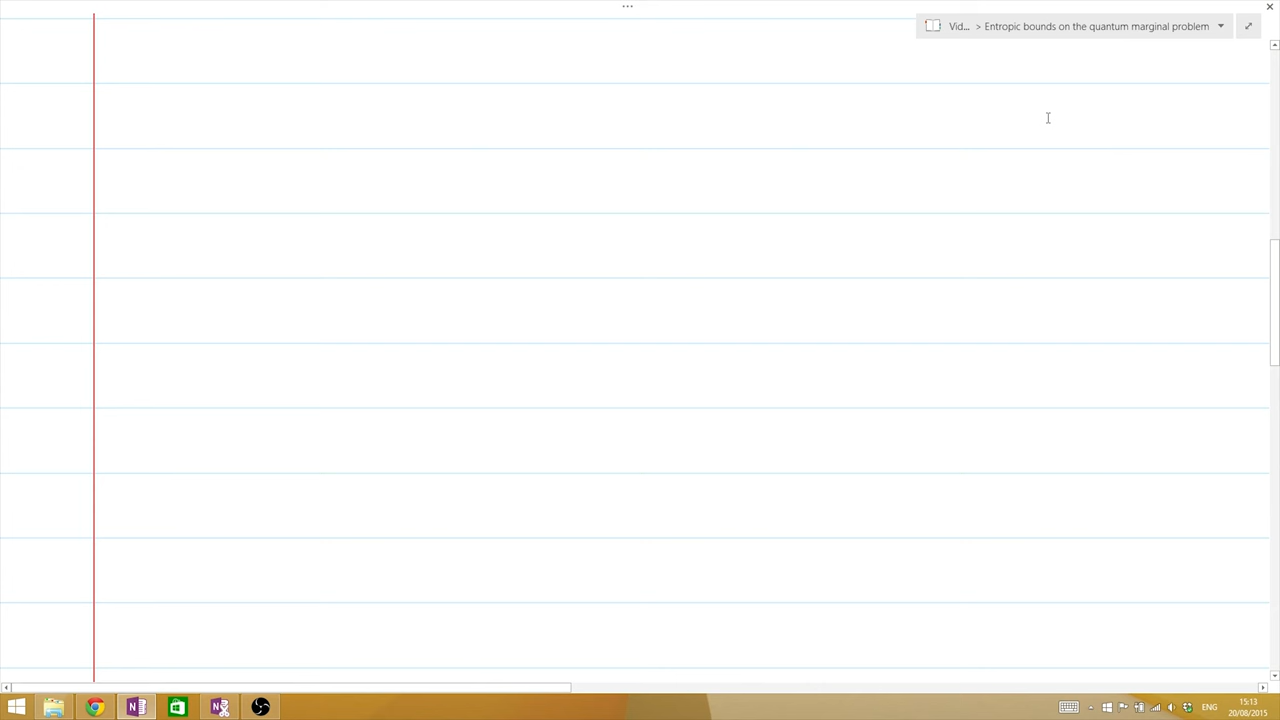 Vid... > Entropic bounds on the quantum marginal problem
ENG
15:13
20/08/2015